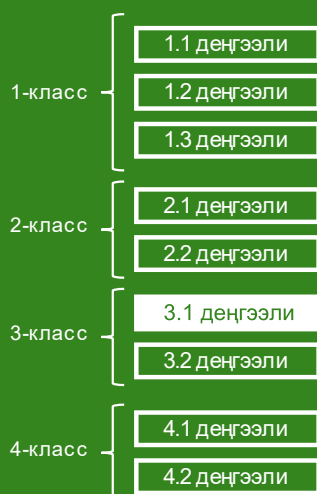 1-класс
1.1 деңгээли
1.2 деңгээли
1.3 деңгээли
2-класс
2.1 деңгээли
2.2 деңгээли
3-класс
3.1 деңгээли
3.2 деңгээли
4-класс
4.1 деңгээли
4.2 деңгээли